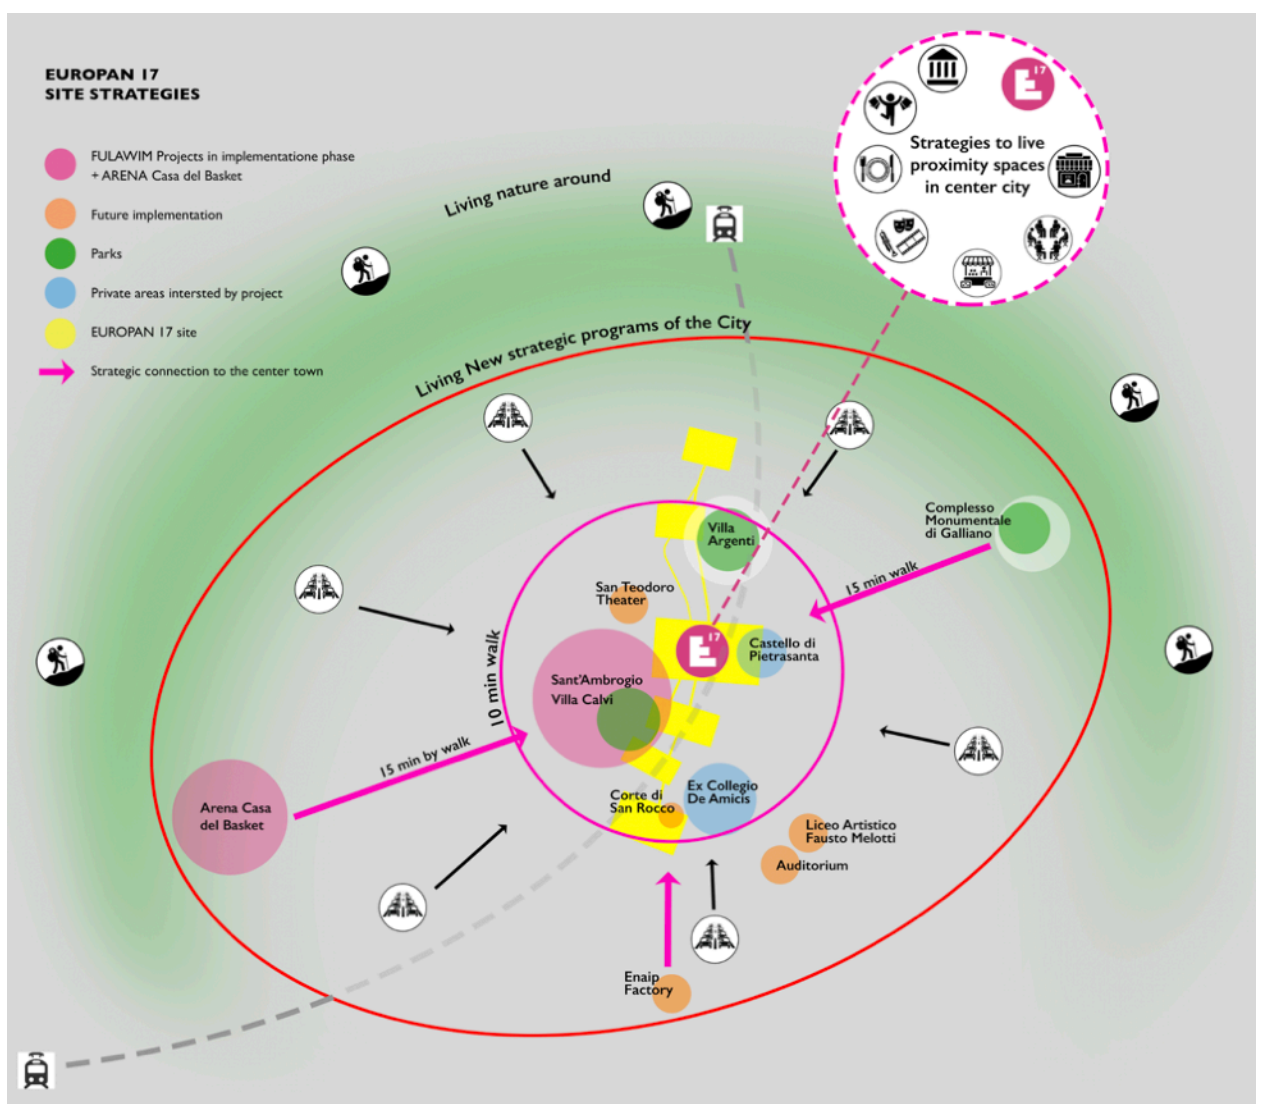 EUROPAN 17
SITE STRATEGIES
FULAWIM Projects in implementatione phase
+ ARENA Casa del Basket
Future implementation
Parks
Private areas intersted by project
EUROPAN 17 site
Strategic connection to the center town
Living nature around
E17
Strategies to live
proximity spaces
in center city
Living New strategic programs of the City
Complesso
Monumentale
di Galliano
Villa
Argenti
15 min walk
San Teodoro
Theater
E17
Castello di
Pietrasanta
10 min walk
Sant'Ambrogio
Villa Calvi
15 min by walk
Arena Casa
del Basket
Corte di
San Rocco
Ex Collegio
De Amicis
Liceo Artistico
Fausto Melotti
Auditorium
Enaip
Factory